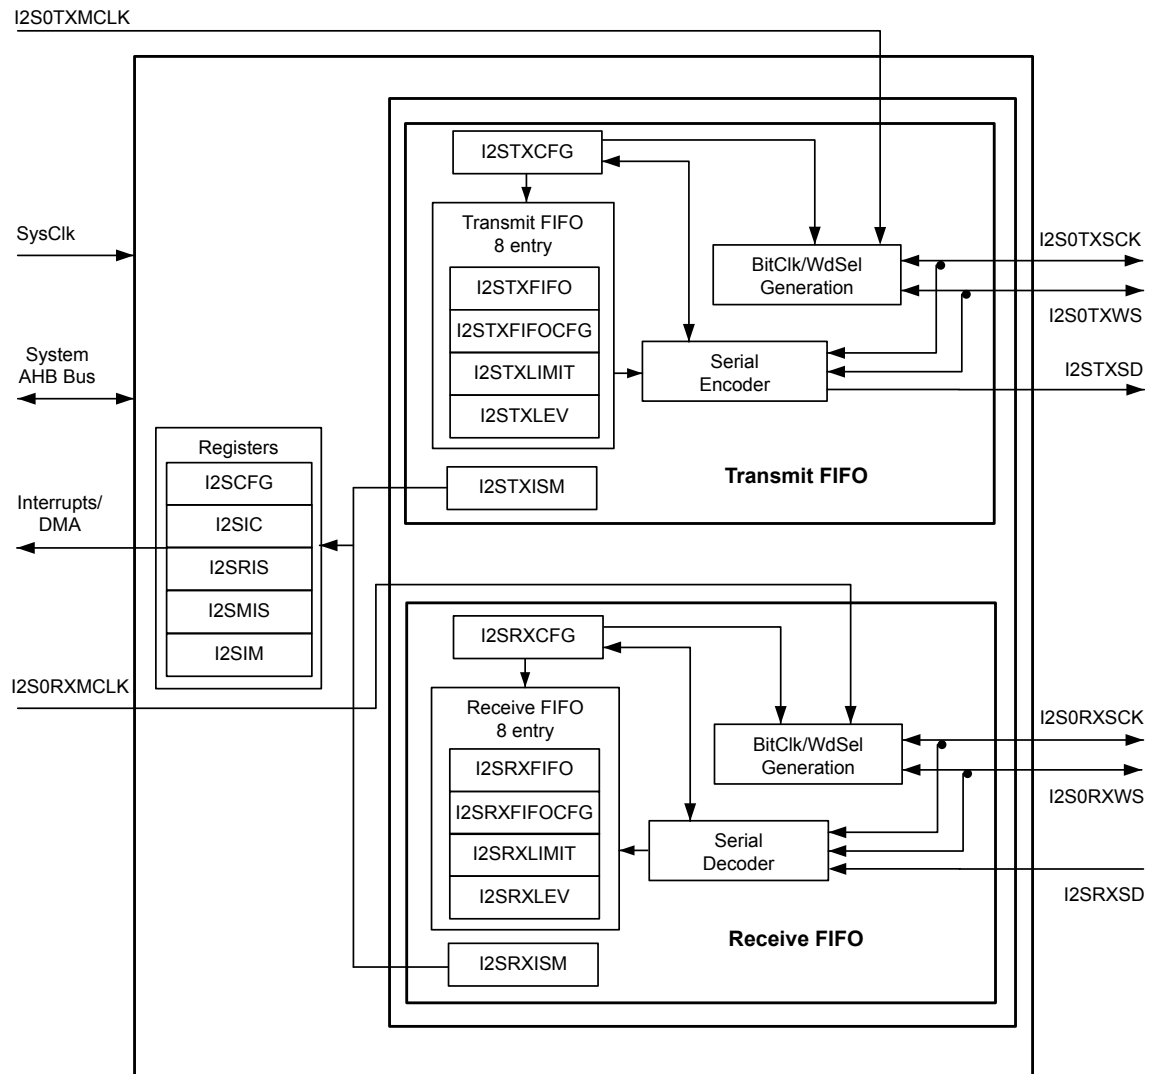 I2S0TXMCLK
I2STXCFG
Transmit FIFO
8 entry
I2STXFIFO
I2STXFIFOCFG
I2STXLIMIT
I2STXLEV
BitClk/WdSel
Generation
Serial
Encoder
I2STXISM
Transmit FIFO
SysClk
System
AHB Bus
Interrupts/
DMA
I2S0RXMCLK
Registers
I2SCFG
I2SIC
I2SRIS
I2SMIS
I2SIM
I2S0TXSCK
I2S0TXWS
I2STXSD
I2SRXCFG
Receive FIFO
8 entry
I2SRXFIFO
I2SRXFIFOCFG
I2SRXLIMIT
I2SRXLEV
BitClk/WdSel
Generation
Serial
Decoder
I2SRXISM
Receive FIFO
I2S0RXSCK
I2S0RXWS
I2SRXSD